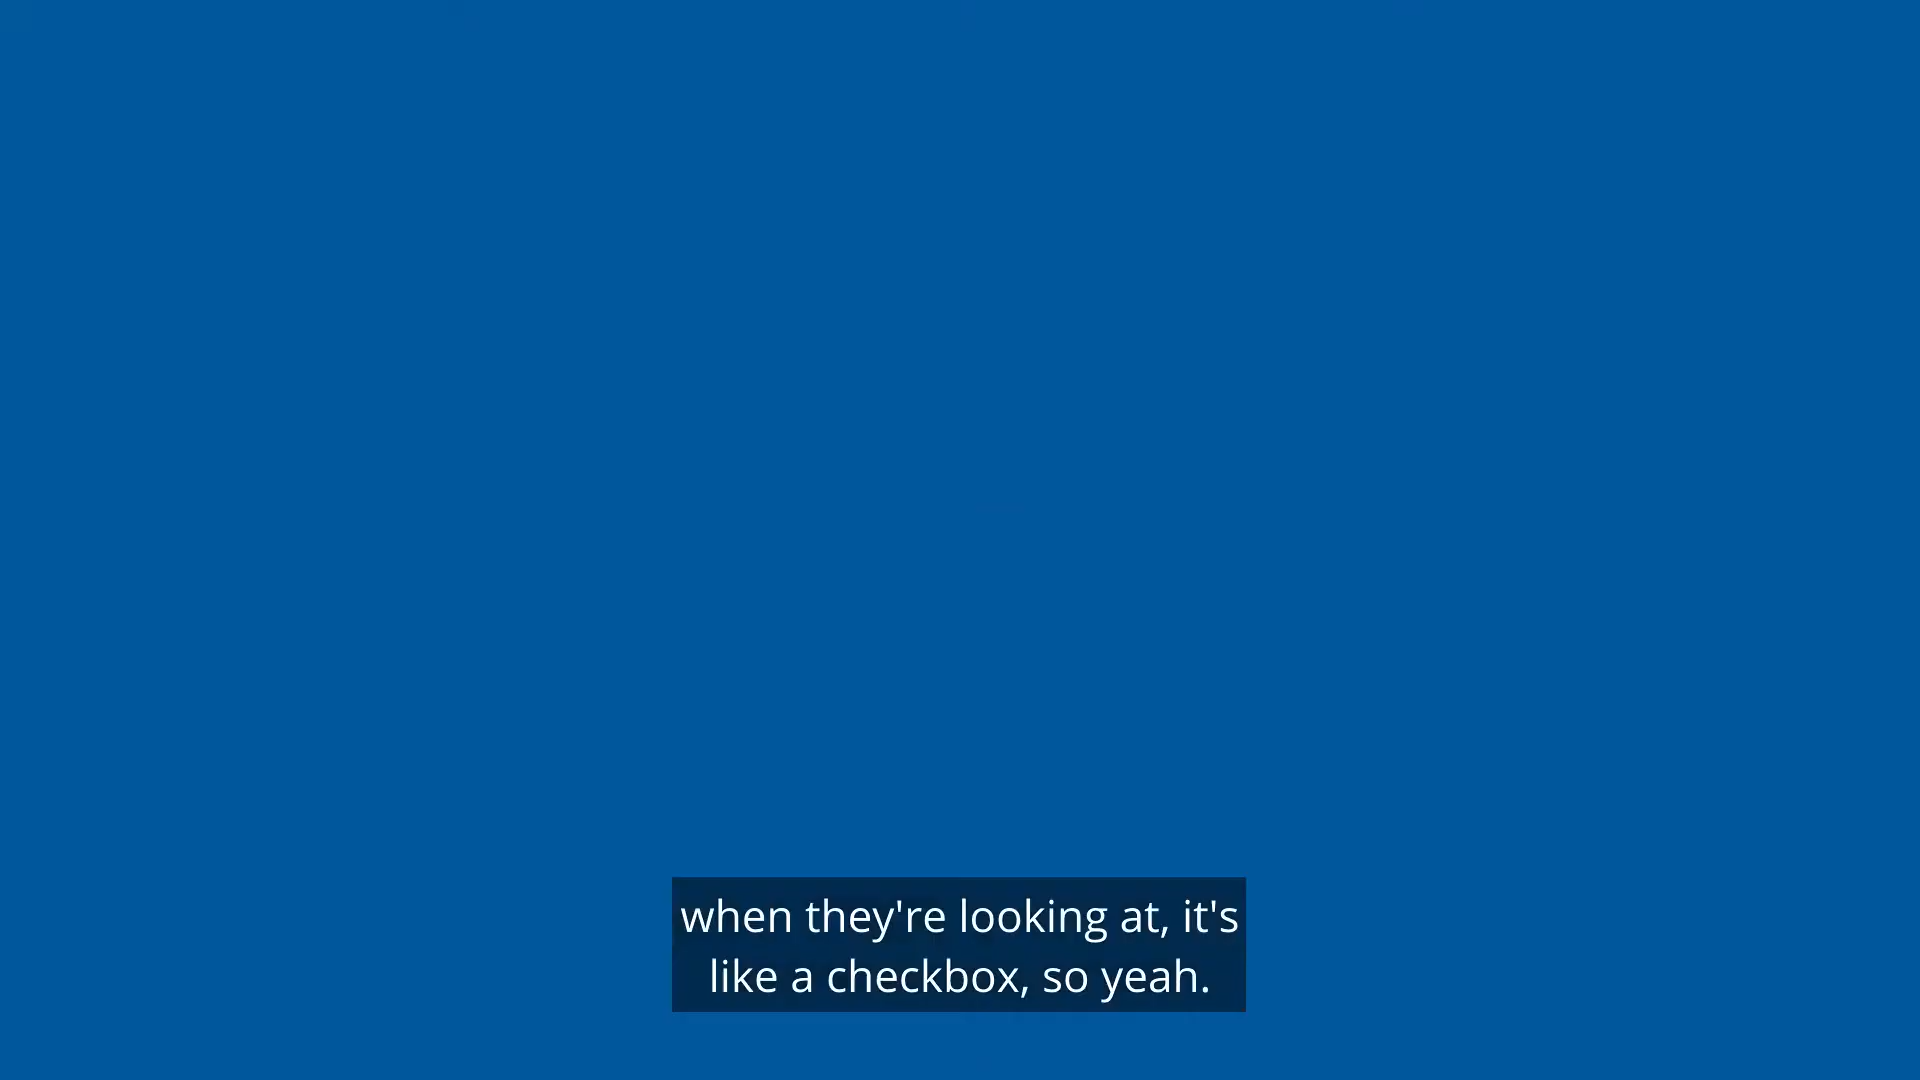 when they're looking at, it's
like a checkbox, so yeah.